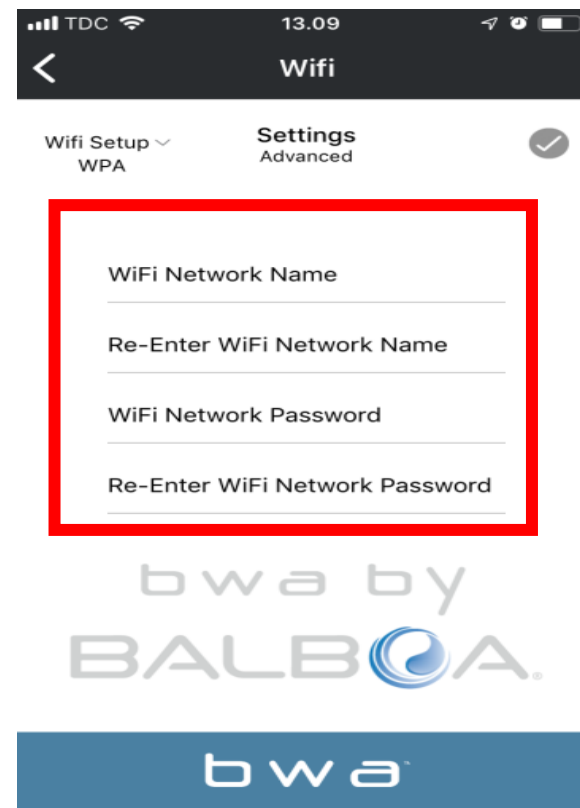 TDC 13.09
Wifi
Wifi Setup Settings
WPA Advanced
WiFi Network Name
Re-Enter WiFi Network Name
WiFi Network Password
Re-Enter WiFi Network Password
bwa by
BALBOA®
bwa™